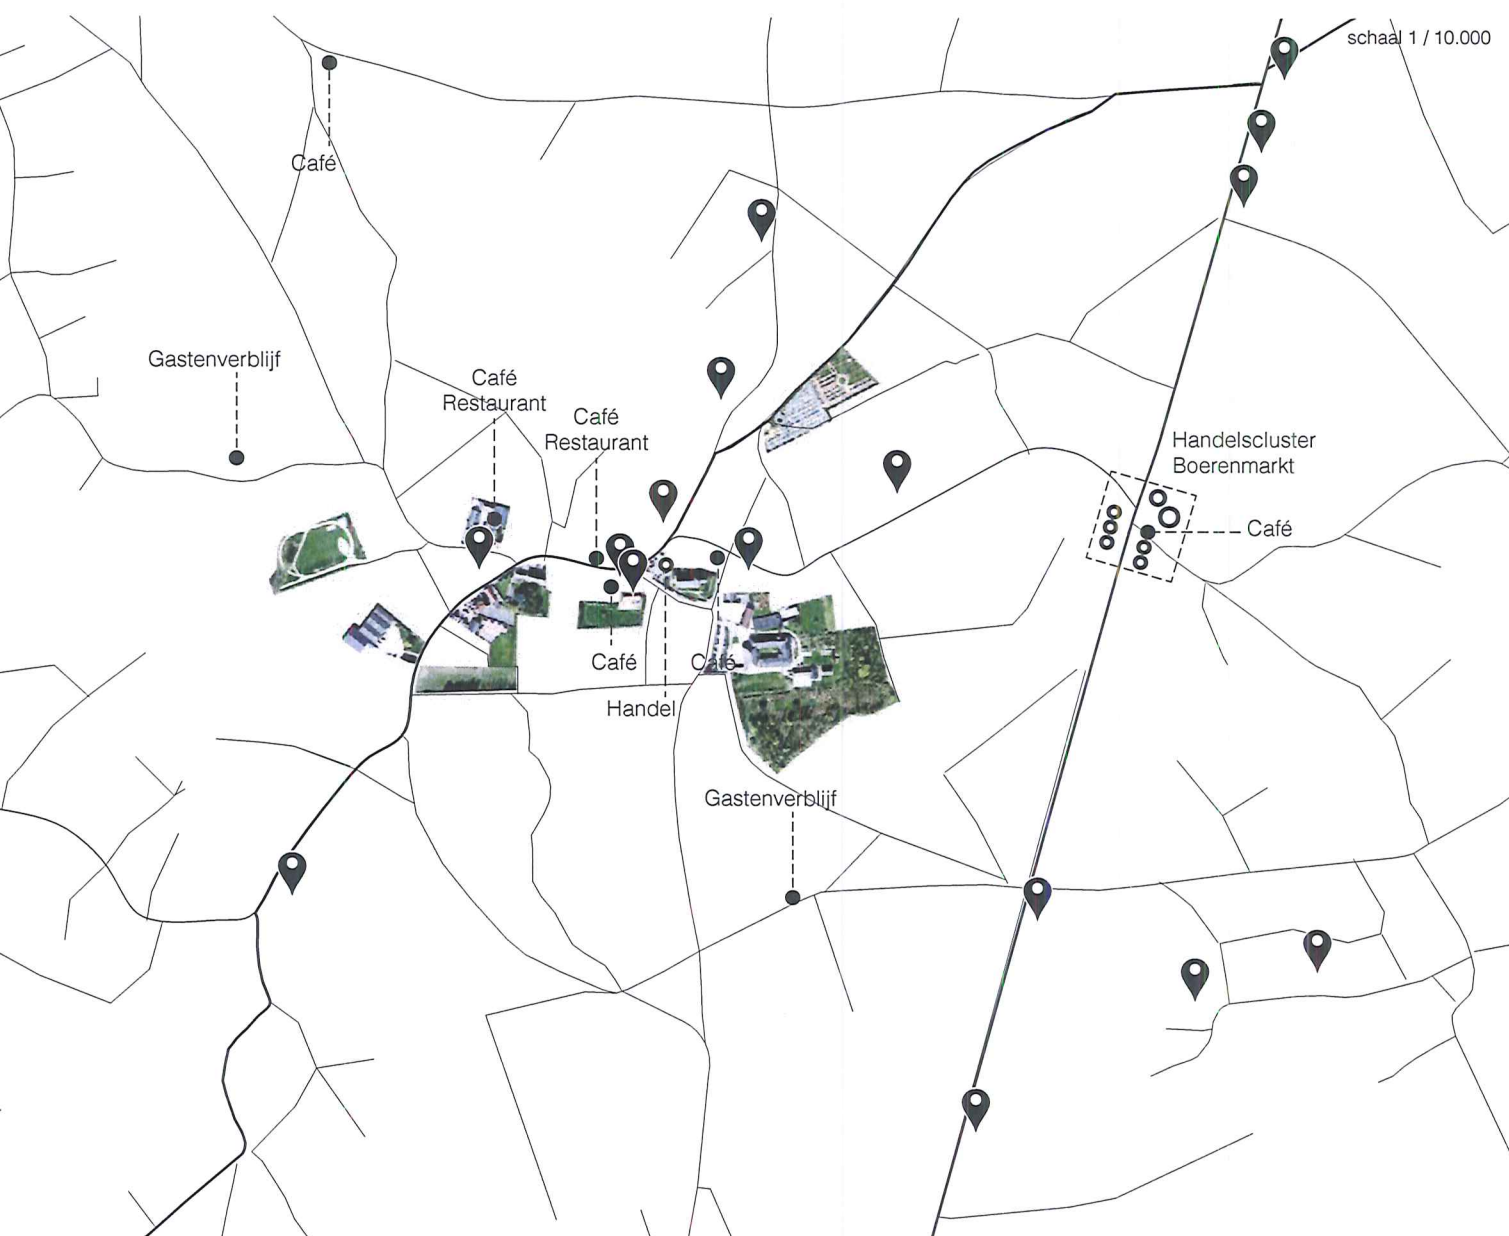 schaal 1 / 10.000
Café
Gastenverblijf
Café
Restaurant
Café
Restaurant
Handelscluster
Boerenmarkt
Café
Café
Café
Handel
Gastenverblijf